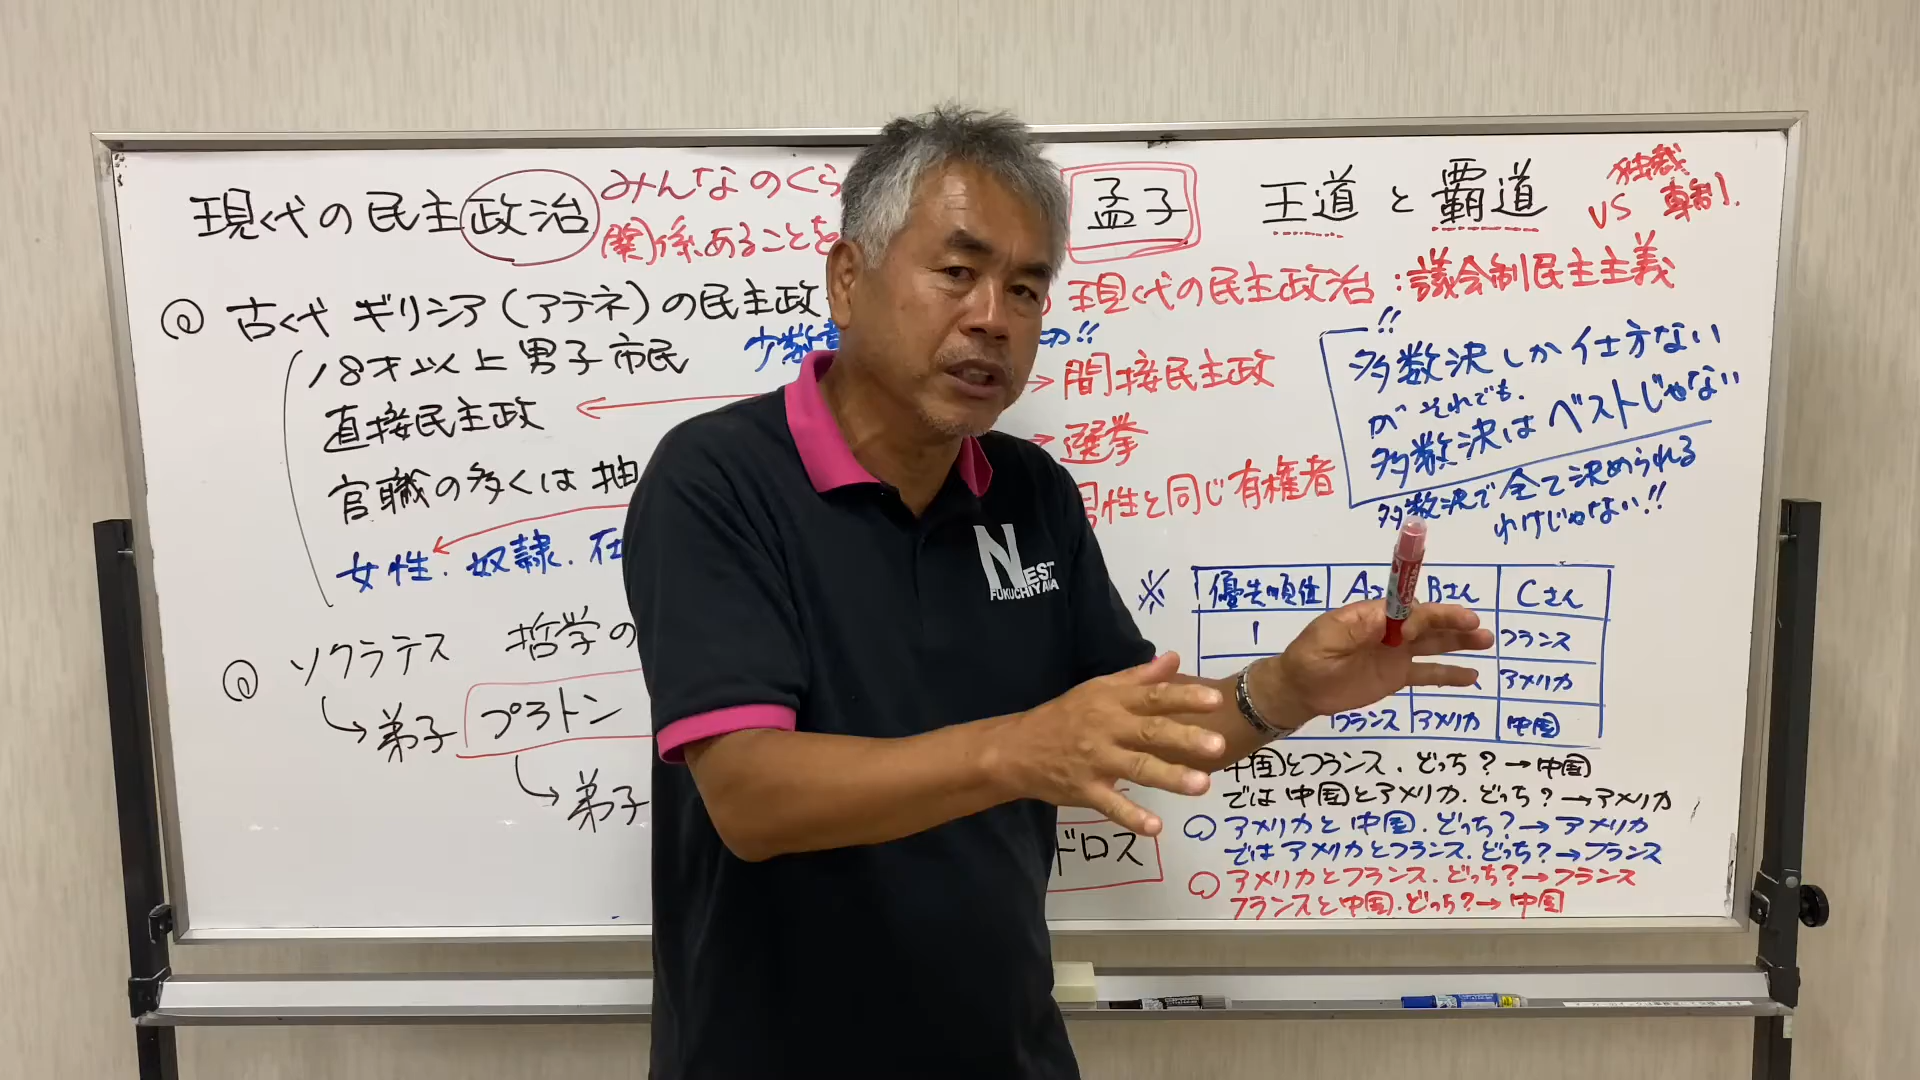 現代の民主政治
みんなのくら
関係あることを
孟子
王道と覇道
VS
独裁
専制.
◎ 古代ギリシア(アテネ)の民主政
現代の民主政治:議会制民主主義
18才以上男子市民
少数意
の!!
直接民主政
間接民主政
選挙
官職の多くは抽
男性と同じ有権者
女性.奴隷.在
!!
多数決しか仕方ない
が それでも.
多数決はベストじゃない
多数決で全て決められる
わけじゃない!!
◎ ソクラテス 哲学の
弟子 プラトン
弟子
ドロス
※
優先順位 Aさ Bさん Cさん
1 フランス
アメリカ
フランス アメリカ 中国
中国とフランス.どっち?→中国
では中国とアメリカ.どっち?→アメリカ
アメリカと中国.どっち?→アメリカ
ではアメリカとフランス.どっち?→フランス
アメリカとフランス.どっち?→フランス
フランスと中国.どっち?→中国
NEST
FUKUCHIYAMA